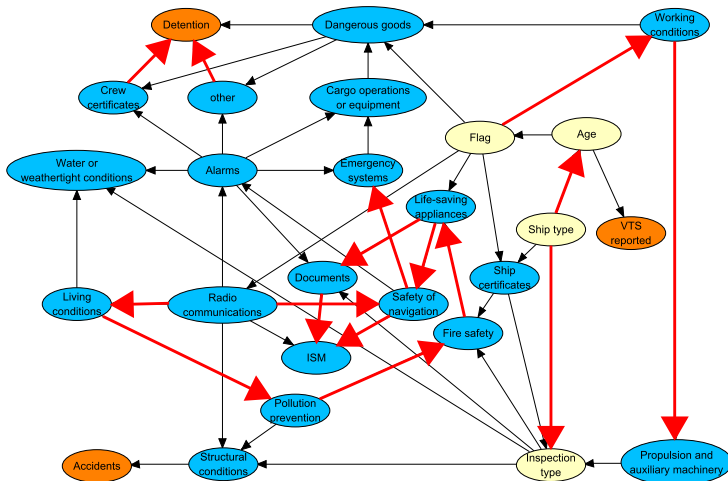 Detention
Dangerous goods
Working
conditions
Crew
certificates
other
Cargo operations
or equipment
Flag
Age
Water or
weathertight conditions
Alarms
Emergency
systems
Life-saving
appliances
Ship type
VTS
reported
Documents
Ship
certificates
Living
conditions
Radio
communications
Safety of
navigation
Fire safety
ISM
Pollution
prevention
Accidents
Structural
conditions
Inspection
type
Propulsion and
auxiliary machinery